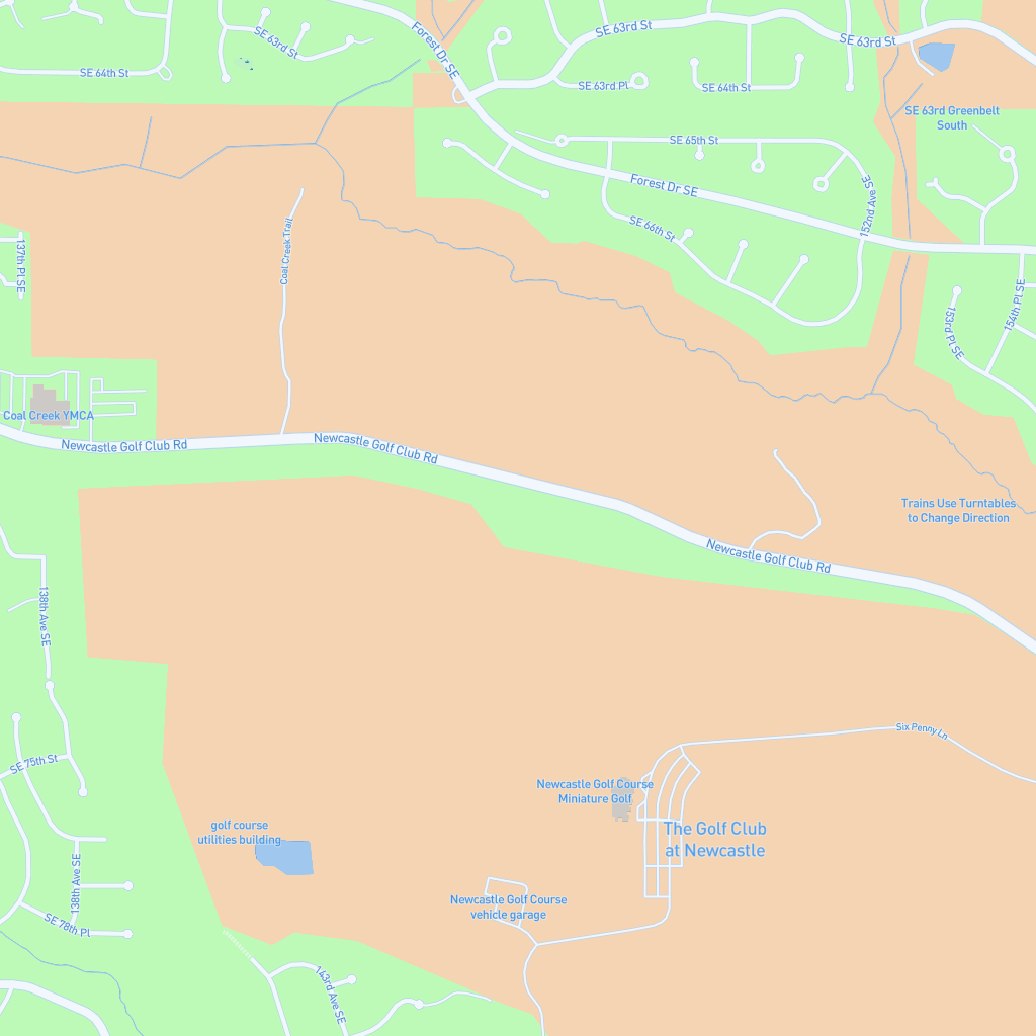 SE 63rd St
SE 63rd St
Forest Dr SE
SE 63rd St
SE 64th St
SE 63rd Pl
SE 64th St
SE 63rd Greenbelt
South
SE 65th St
Forest Dr SE
152nd Ave SE
SE 66th St
137th Pl SE
Coal Creek Trail
154th Pl SE
153rd Pl SE
Coal Creek YMCA
Newcastle Golf Club Rd
Newcastle Golf Club Rd
Trains Use Turntables
to Change Direction
Newcastle Golf Club Rd
138th Ave SE
Six Penny Ln
SE 75th St
Newcastle Golf Course
Miniature Golf
golf course
utilities building
The Golf Club
at Newcastle
138th Ave SE
Newcastle Golf Course
vehicle garage
SE 78th Pl
143rd Ave SE